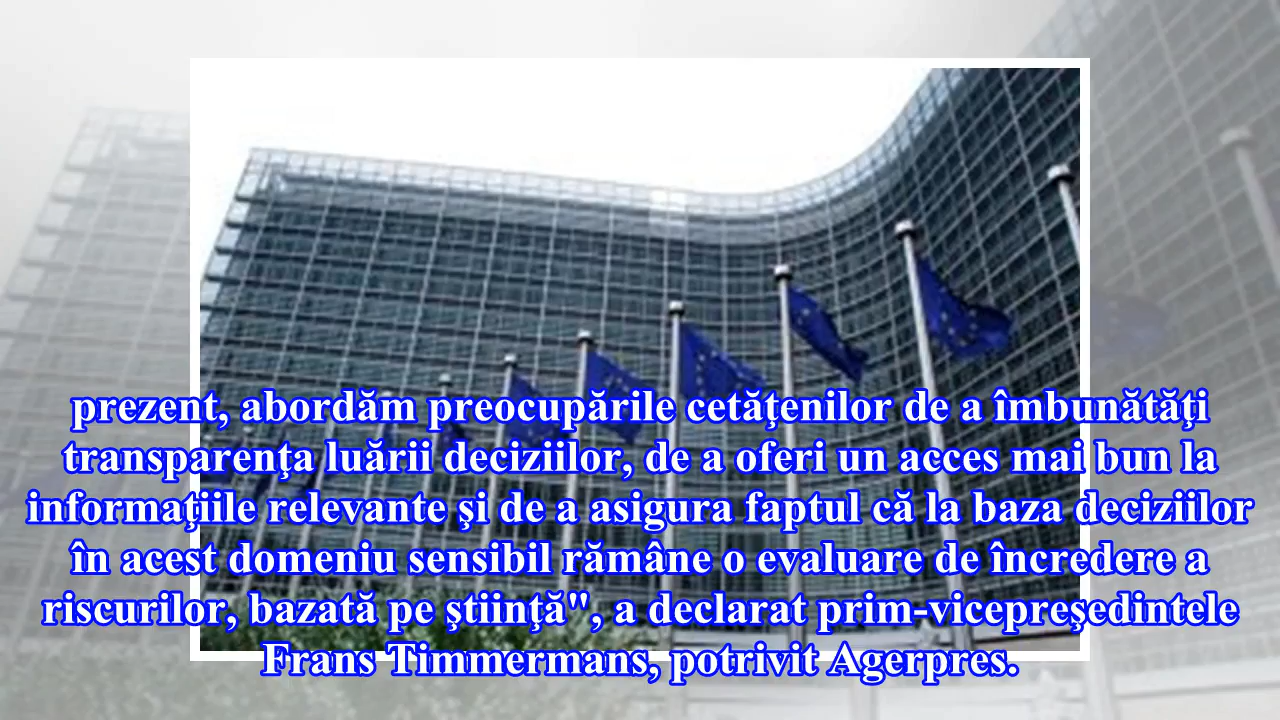 prezent, abordăm preocupările cetăţenilor de a îmbunătăţi
transparenţa luării deciziilor, de a oferi un acces mai bun la
informaţiile relevante şi de a asigura faptul că la baza deciziilor
în acest domeniu sensibil rămâne o evaluare de încredere a
riscurilor, bazată pe ştiinţă", a declarat prim-vicepreşedintele
Frans Timmermans, potrivit Agerpres.